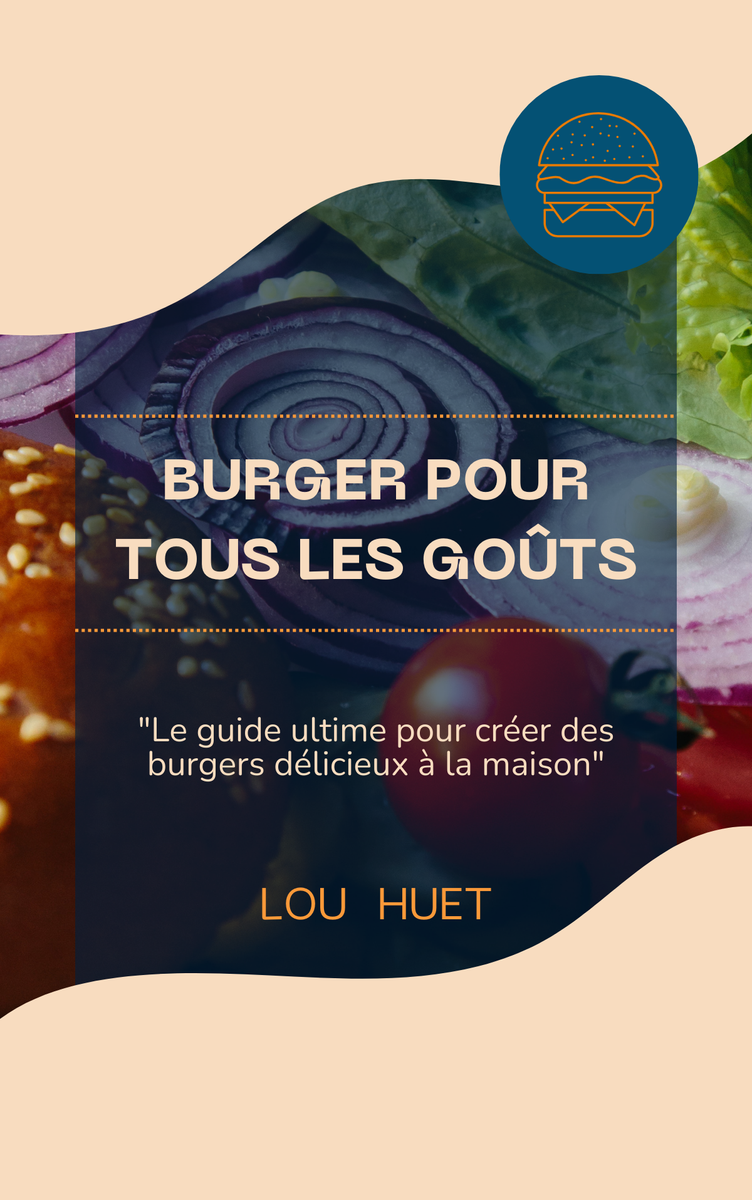 BURGER POUR
TOUS LES GOÛTS
"Le guide ultime pour créer des
burgers délicieux à la maison"
LOU HUET